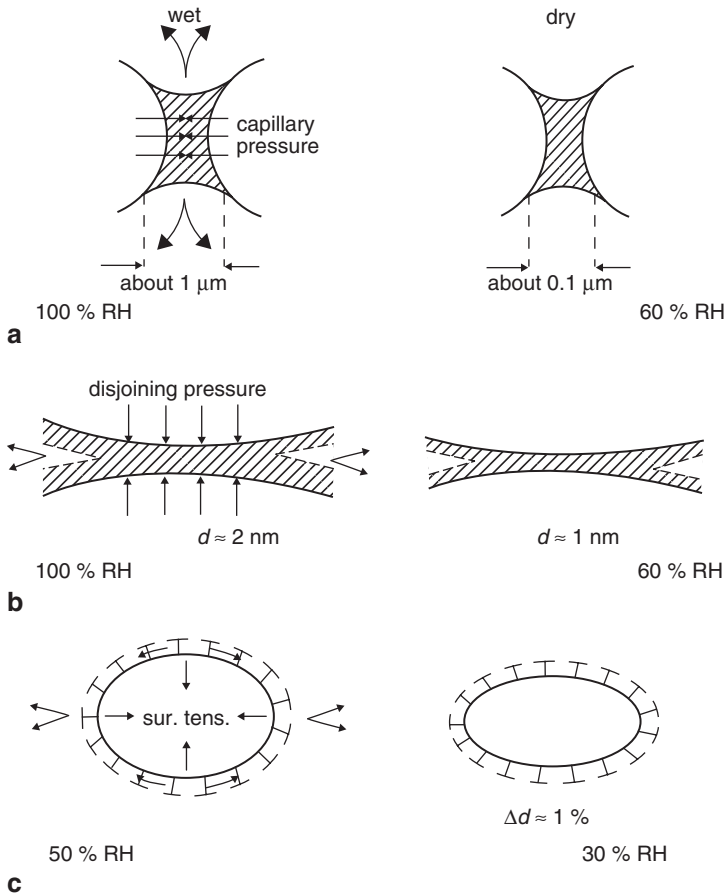 wet
dry
capillary
pressure
about 1 μm
about 0.1 μm
100 % RH
60 % RH
a
disjoining pressure
d ≈ 2 nm
d ≈ 1 nm
100 % RH
60 % RH
b
sur. tens.
Δd ≈ 1 %
50 % RH
30 % RH
c